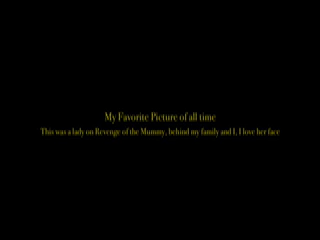 My Favorite Picture of all time
This was a lady on Revenge of the Mummy, behind my family and I, I love her face